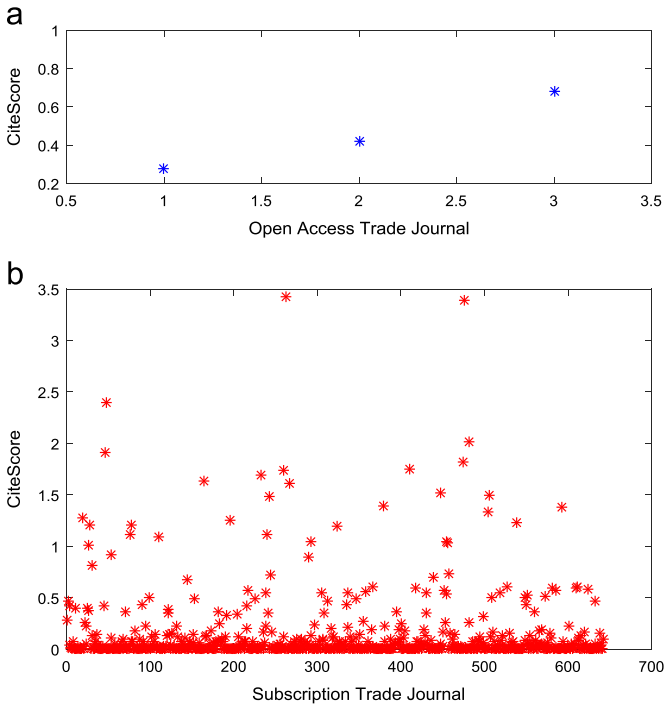 a
1
0.8
0.6
0.4
0.2
CiteScore
0.5 1 1.5 2 2.5 3 3.5
Open Access Trade Journal
b
3.5
3
2.5
2
1.5
1
0.5
0
CiteScore
0 100 200 300 400 500 600 700
Subscription Trade Journal